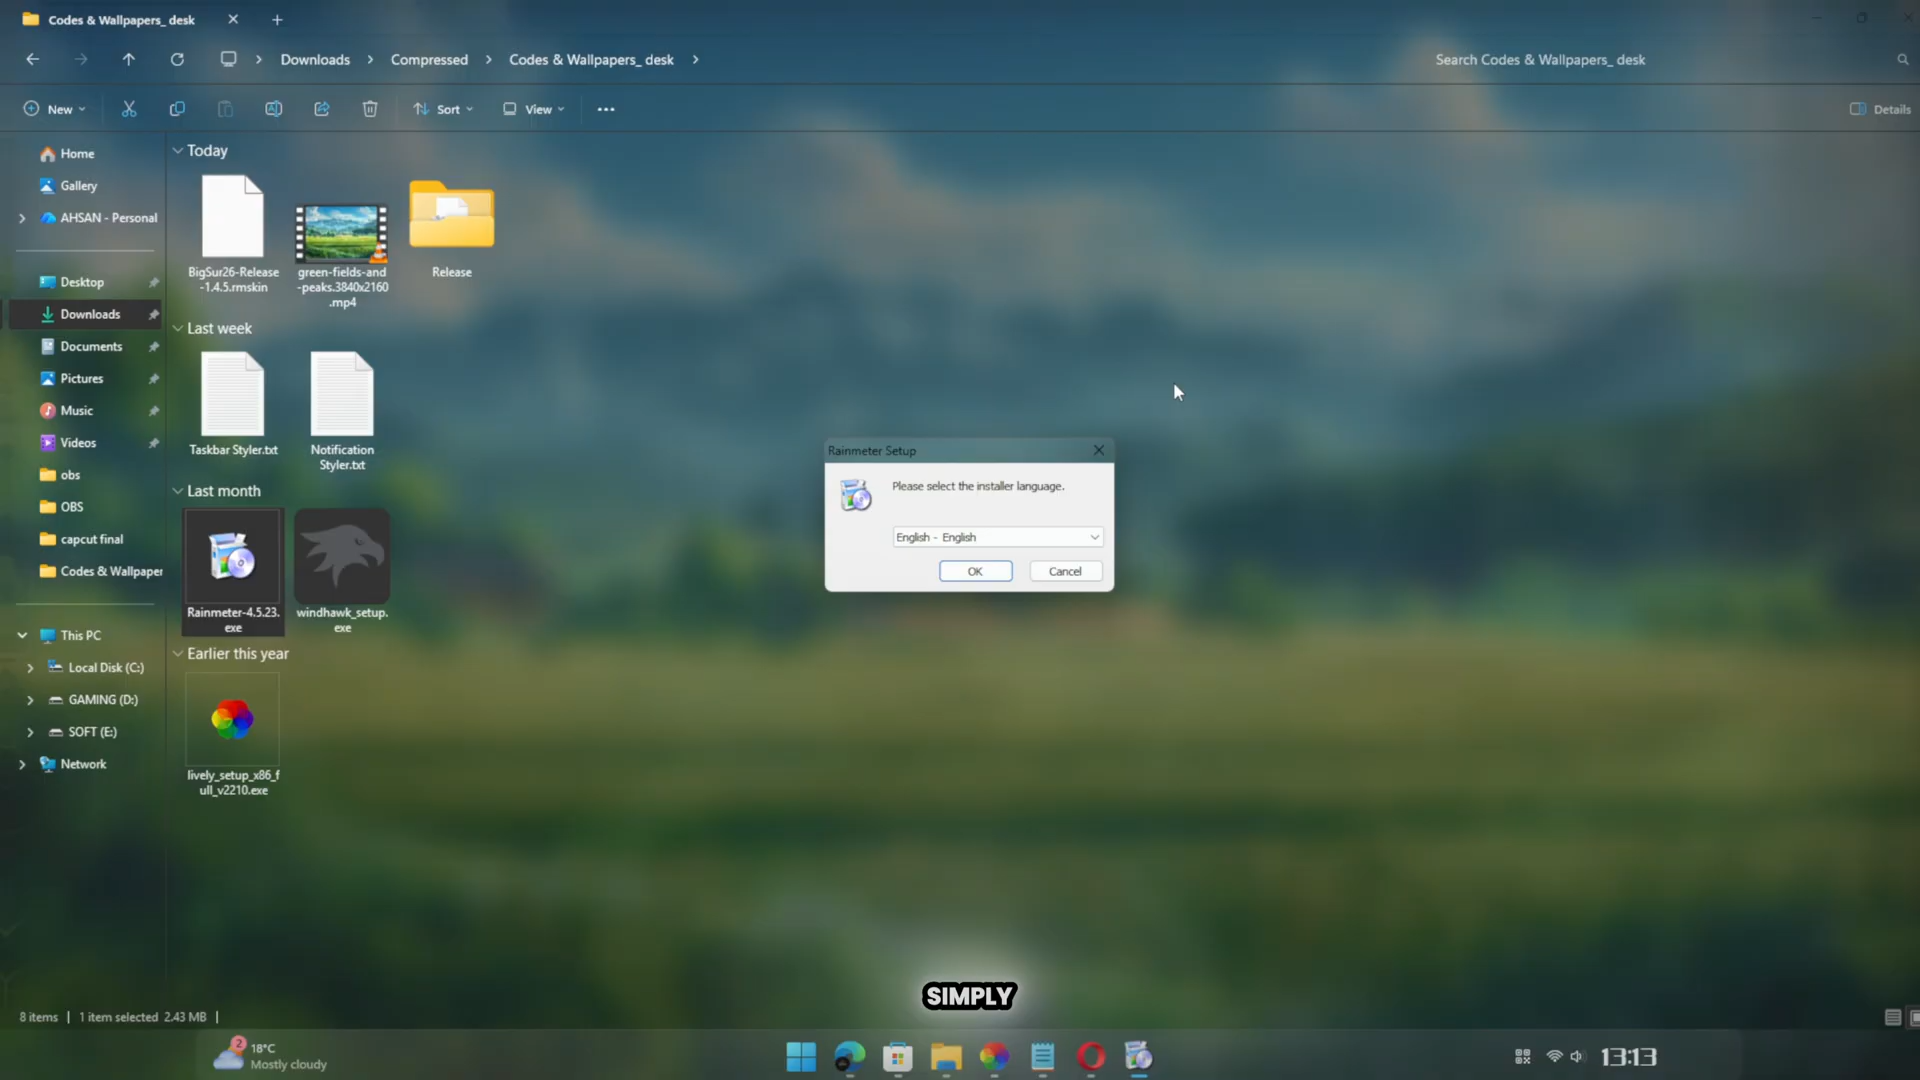 Codes & Wallpapers_ desk
Downloads
Compressed
Codes & Wallpapers_ desk
Search Codes & Wallpapers_ desk
New
Sort
View
Details
Home
Gallery
AHSAN - Personal
Desktop
Downloads
Documents
Pictures
Music
Videos
obs
OBS
capcut final
Codes & Wallpaper
This PC
Local Disk (C:)
GAMING (D:)
SOFT (E:)
Network
Today
BigSur26-Release
-1.4.5.rmskin
green-fields-and
-peaks.3840x2160
.mp4
Release
Last week
Taskbar Styler.txt
Notification
Styler.txt
Last month
Rainmeter-4.5.23.
exe
windhawk_setup.
exe
Earlier this year
lively_setup_x86_f
ull_v2210.exe
Rainmeter Setup
Please select the installer language.
English - English
OK
Cancel
SIMPLY
8 items
1 item selected 2.43 MB
2
18°C
Mostly cloudy
13:13